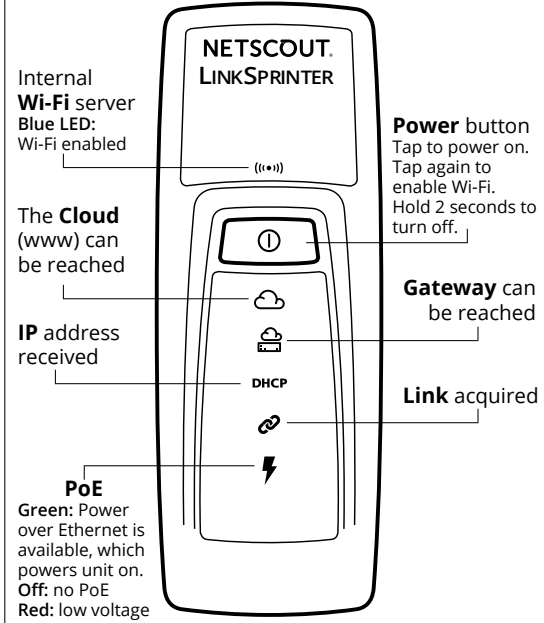 NETSCOUT.
LINKSPRINTER
Internal
Wi-Fi server
Blue LED:
Wi-Fi enabled
Power button
Tap to power on.
Tap again to
enable Wi-Fi.
Hold 2 seconds to
turn off.
The Cloud
(www) can
be reached
Gateway can
be reached
IP address
received
DHCP
Link acquired
PoE
Green: Power
over Ethernet is
available, which
powers unit on.
Off: no PoE
Red: low voltage